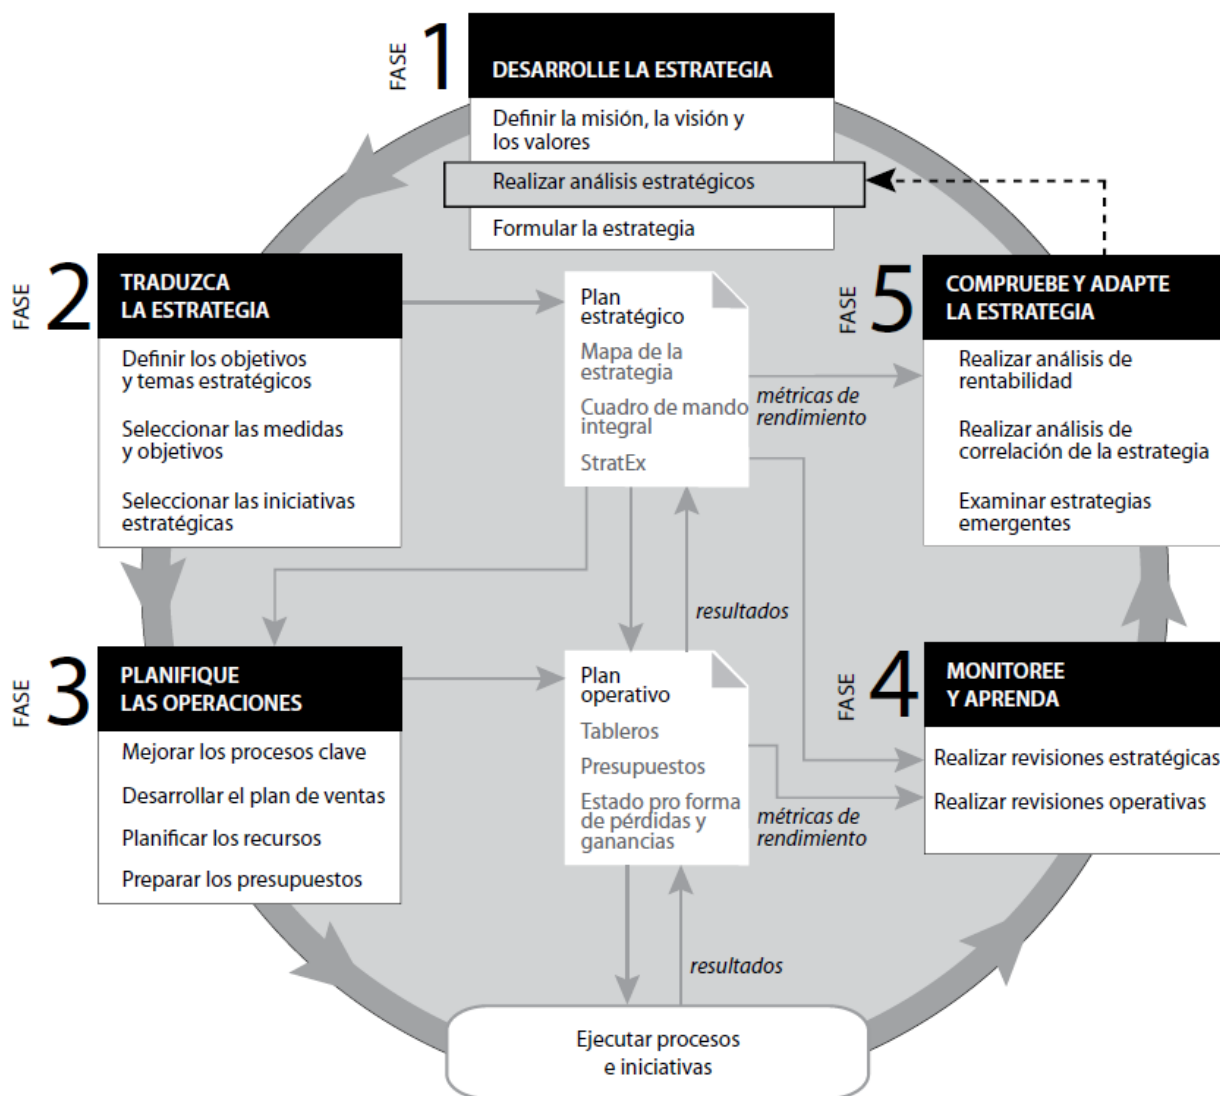 FASE 1
DESARROLLE LA ESTRATEGIA
Definir la misión, la visión y
los valores
Realizar análisis estratégicos
Formular la estrategia
FASE 2
TRADUZCA
LA ESTRATEGIA
Definir los objetivos
y temas estratégicos
Seleccionar las medidas
y objetivos
Seleccionar las iniciativas
estratégicas
Plan
estratégico
Mapa de la
estrategia
Cuadro de mando
integral
StratEx
métricas de
rendimiento
FASE 5
COMPRUEBE Y ADAPTE
LA ESTRATEGIA
Realizar análisis de
rentabilidad
Realizar análisis de
correlación de la estrategia
Examinar estrategias
emergentes
resultados
FASE 3
PLANIFIQUE
LAS OPERACIONES
Mejorar los procesos clave
Desarrollar el plan de ventas
Planificar los recursos
Preparar los presupuestos
Plan
operativo
Tableros
Presupuestos
Estado pro forma
de pérdidas y
ganancias
métricas de
rendimiento
FASE 4
MONITOREE
Y APRENDA
Realizar revisiones estratégicas
Realizar revisiones operativas
resultados
Ejecutar procesos
e iniciativas